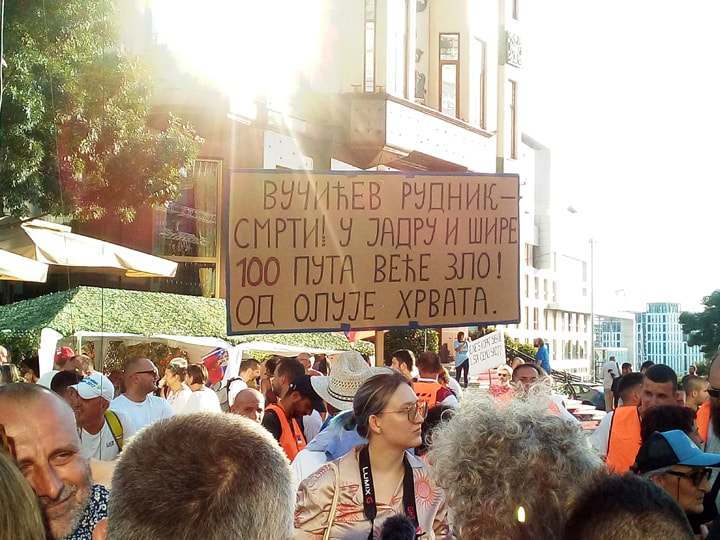 ВУЧИЋЕВ РУДНИК–
СМРТИ! У ЈАДРУ И ШИРЕ
100 ПУТА ВЕЋЕ ЗЛО!
ОД ОЛУЈЕ ХРВАТА.
LUMIX G